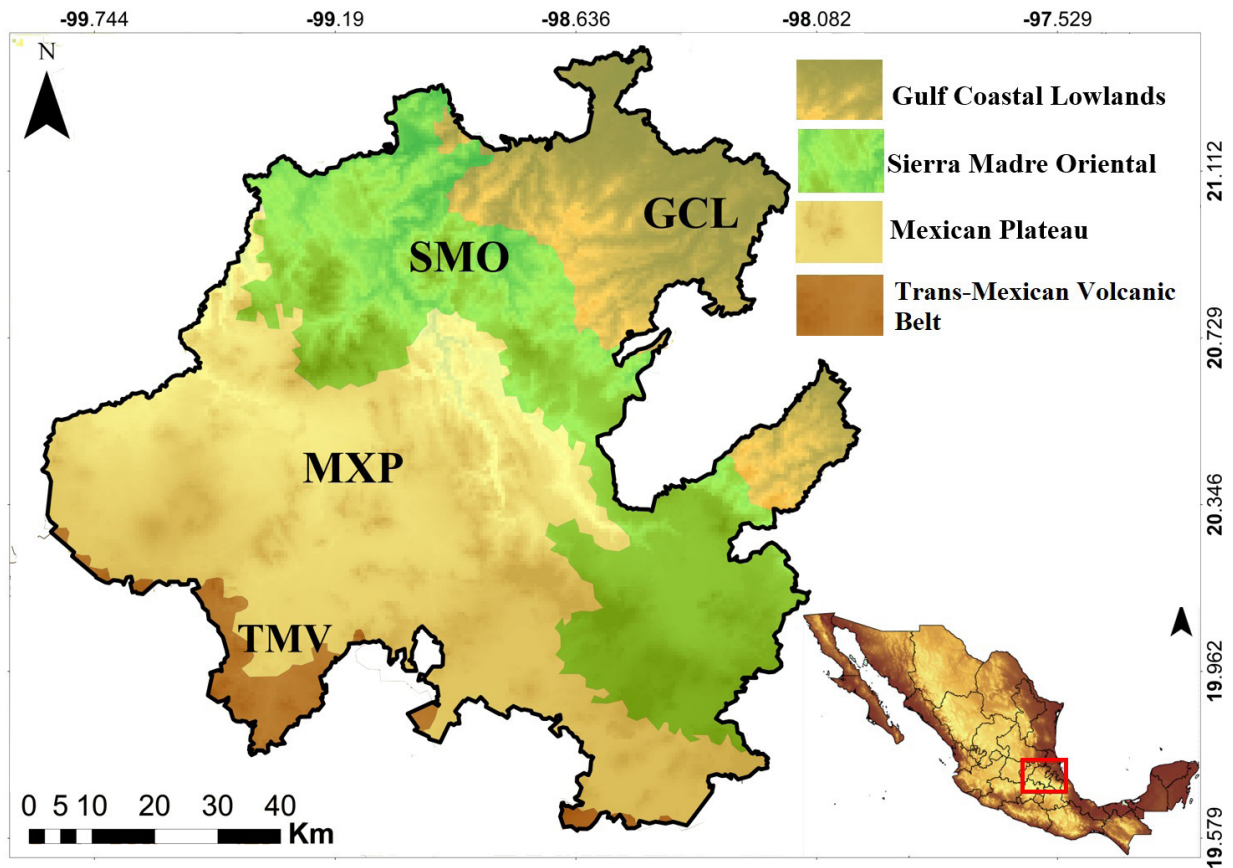 -99.744 -99.19 -98.636 -98.082 -97.529
N
Gulf Coastal Lowlands
Sierra Madre Oriental
Mexican Plateau
Trans-Mexican Volcanic
Belt
GCL
SMO
MXP
TMV
21.112
20.729
20.346
19.962
19.579
0 5 10 20 30 40
Km